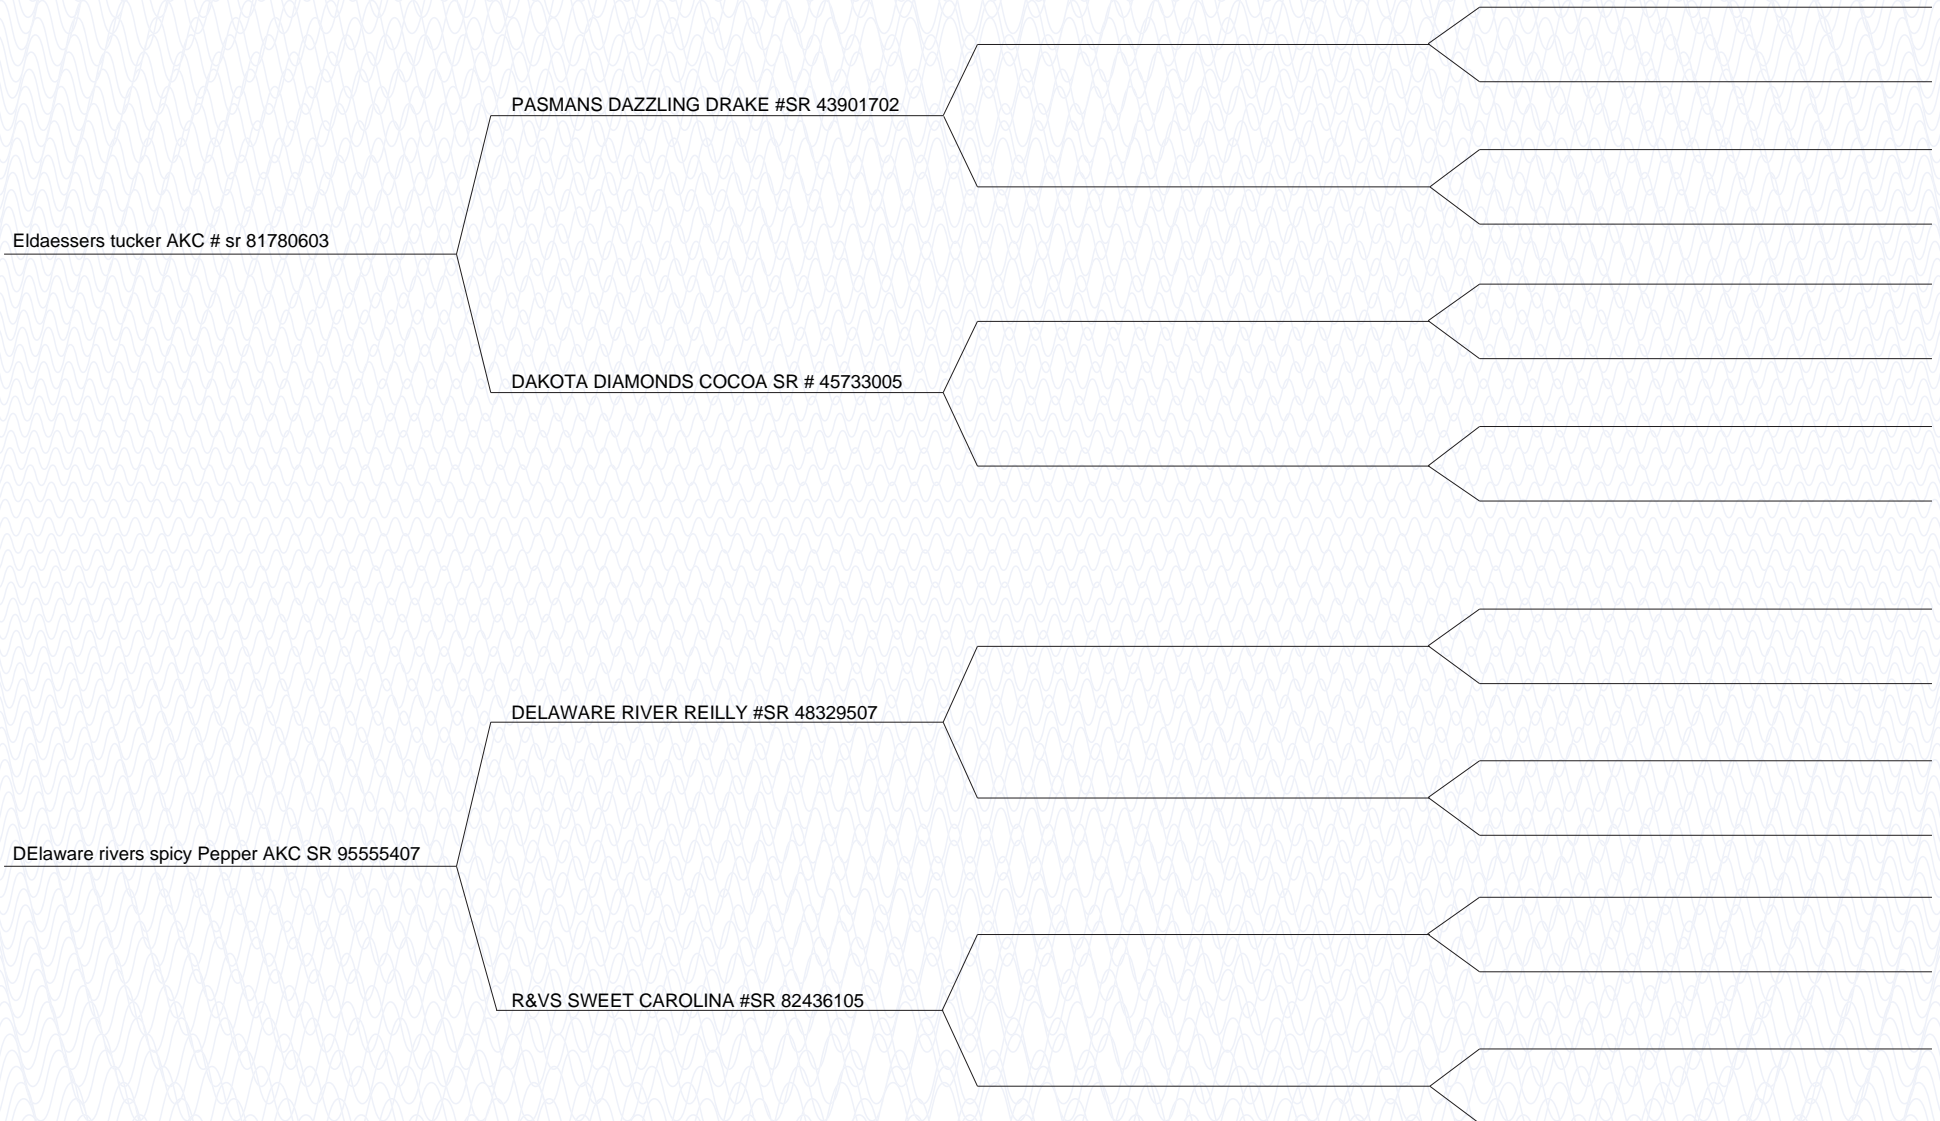 PASMANS DAZZLING DRAKE #SR 43901702
Eldaessers tucker AKC # sr 81780603
DAKOTA DIAMONDS COCOA SR # 45733005
DELAWARE RIVER REILLY #SR 48329507
DElaware rivers spicy Pepper AKC SR 95555407
R&VS SWEET CAROLINA #SR 82436105